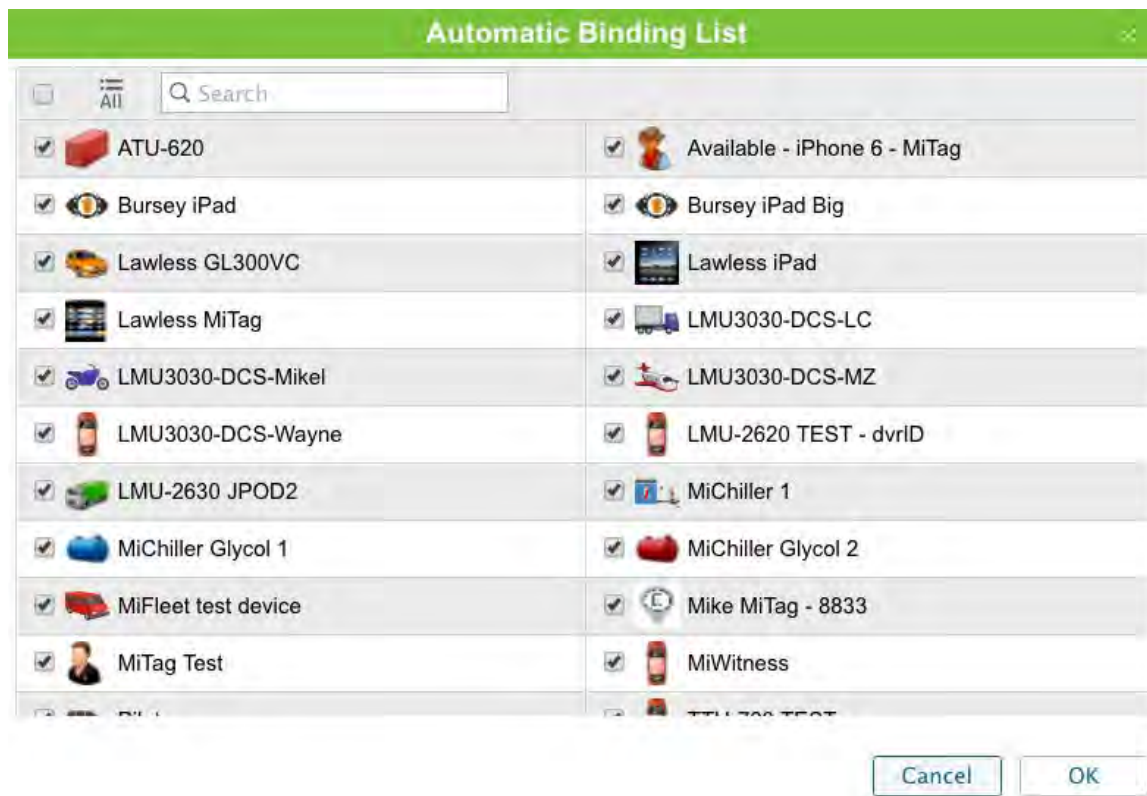 Automatic Binding List
All Search
ATU-620 Available - iPhone 6 - MiTag
Bursey iPad Bursey iPad Big
Lawless GL300VC Lawless iPad
Lawless MiTag LMU3030-DCS-LC
LMU3030-DCS-Mikel LMU3030-DCS-MZ
LMU3030-DCS-Wayne LMU-2620 TEST - dvrID
LMU-2630 JPOD2 MiChiller 1
MiChiller Glycol 1 MiChiller Glycol 2
MiFleet test device Mike MiTag - 8833
MiTag Test MiWitness
Cancel OK